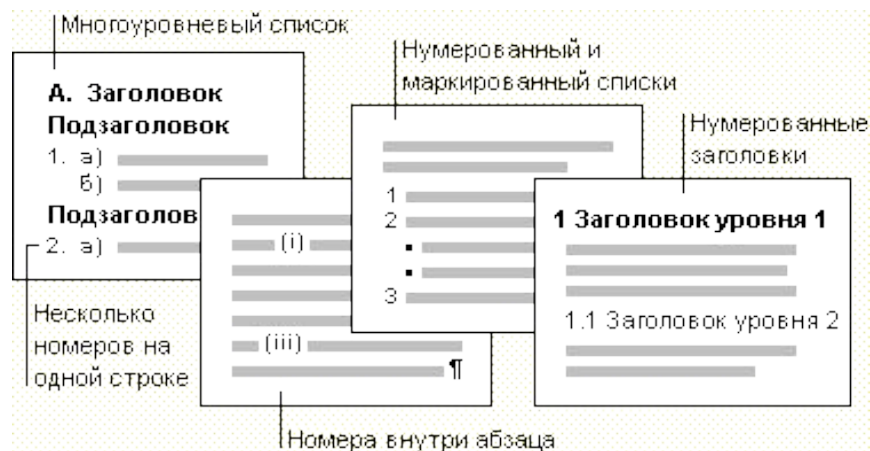 Многоуровневый список
А. Заголовок
Подзаголовок
1. а)
б)
Подзаголов
2. а)
Несколько
номеров на
одной строке
(i)
(iii)
¶
Номера внутри абзаца
Нумерованный и
маркированный списки
1
2
▪
▪
3
Нумерованные
заголовки
1 Заголовок уровня 1
1.1 Заголовок уровня 2